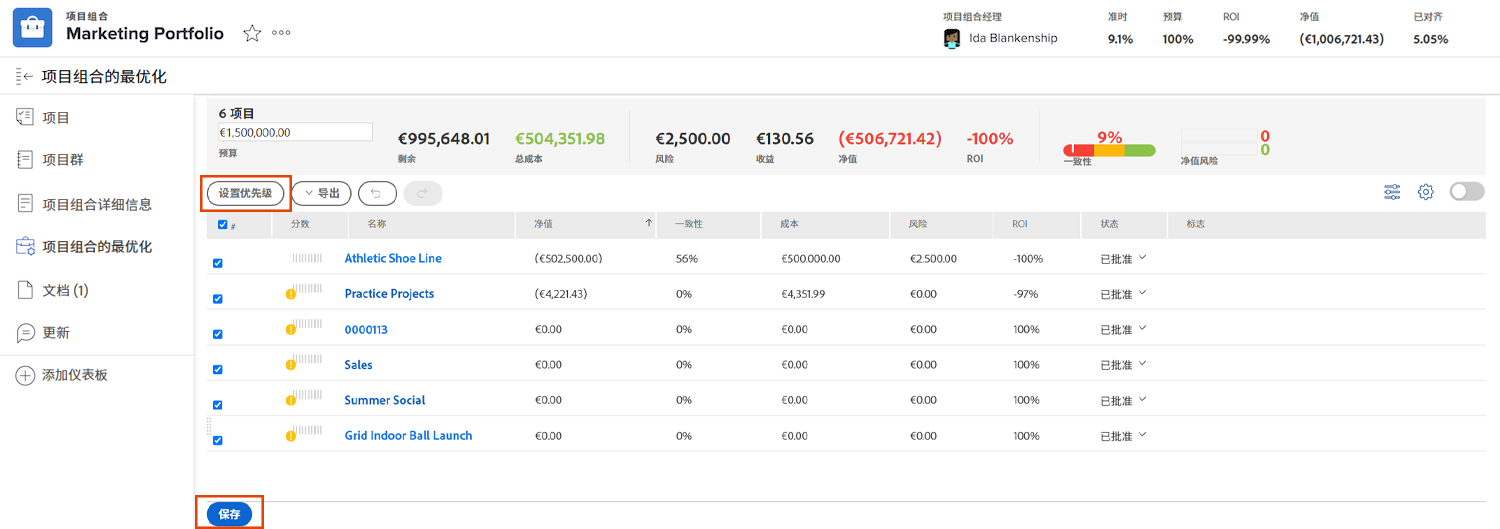 项目组合
Marketing Portfolio
项目组合经理
Ida Blankenship
准时 预算 ROI 净值 已对齐
9.1% 100% -99.99% (€1,006,721.43) 5.05%
项目组合的最优化
项目
项目群
项目组合详细信息
项目组合的最优化
文档 (1)
更新
添加仪表板
6 项目
€1,500,000.00
预算
€995,648.01 €504,351.98 €2,500.00 €130.56 (€506,721.42) -100% 9% 0
剩余 总成本 风险 收益 净值 ROI 一致性 净值风险 0
设置优先级 导出
# 分数 名称 净值 一致性 成本 风险 ROI 状态 标志
Athletic Shoe Line (€502,500.00) 56% €500,000.00 €2,500.00 -100% 已批准
Practice Projects (€4,221.43) 0% €4,351.99 €0.00 -97% 已批准
0000113 €0.00 0% €0.00 €0.00 100% 已批准
Sales €0.00 0% €0.00 €0.00 100% 已批准
Summer Social €0.00 0% €0.00 €0.00 100% 已批准
Grid Indoor Ball Launch €0.00 0% €0.00 €0.00 100% 已批准
保存